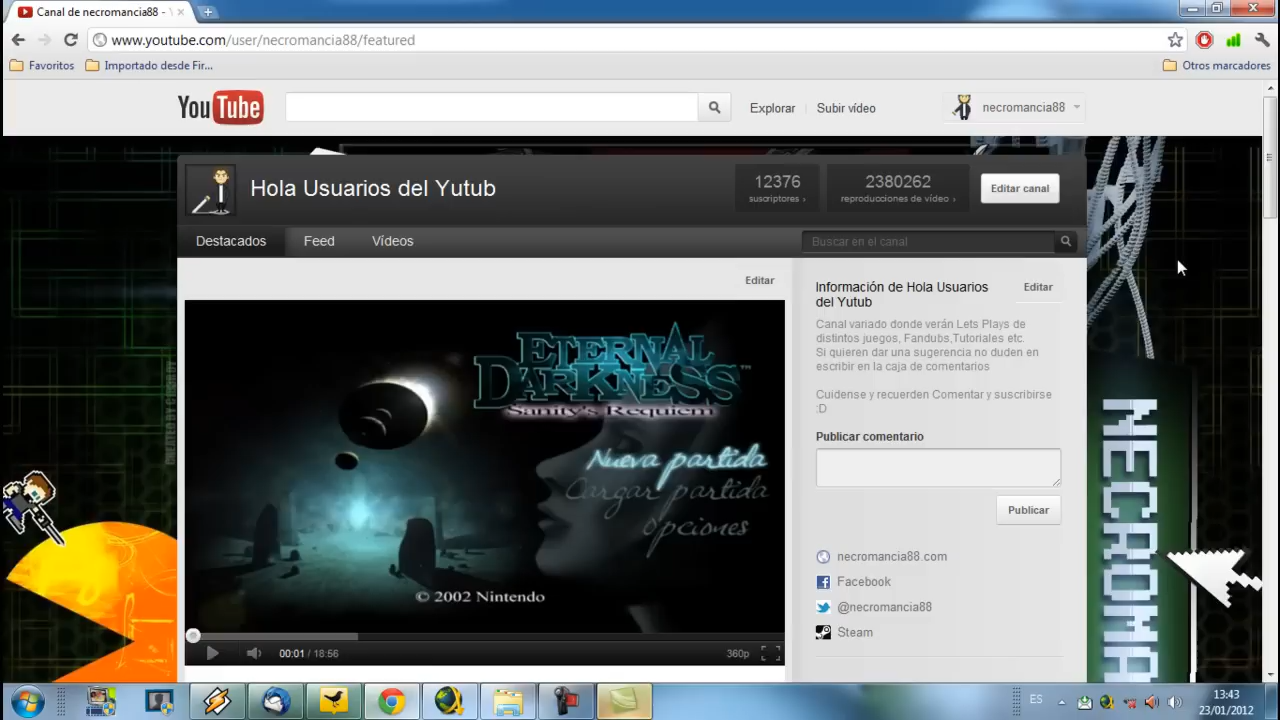 Canal de necromancia88 - Y
www.youtube.com/user/necromancia88/featured
Favoritos
Importado desde Fir...
Otros marcadores
YouTube
Explorar
Subir vídeo
necromancia88
Hola Usuarios del Yutub
12376
suscriptores ›
2380262
reproducciones de vídeo ›
Editar canal
Destacados
Feed
Vídeos
Buscar en el canal
Editar
ETERNAL
DARKNESS™
Sanity's Requiem
Nueva partida
Cargar partida
Opciones
© 2002 Nintendo
00:01 / 18:56
360p
Información de Hola Usuarios
del Yutub
Editar
Canal variado donde verán Lets Plays de
distintos juegos, Fandubs,Tutoriales etc.
Si quieren dar una sugerencia no duden en
escribir en la caja de comentarios
Cuidense y recuerden Comentar y suscribirse
:D
Publicar comentario
Publicar
necromancia88.com
Facebook
@necromancia88
Steam
NECROMA
ES
13:43
23/01/2012